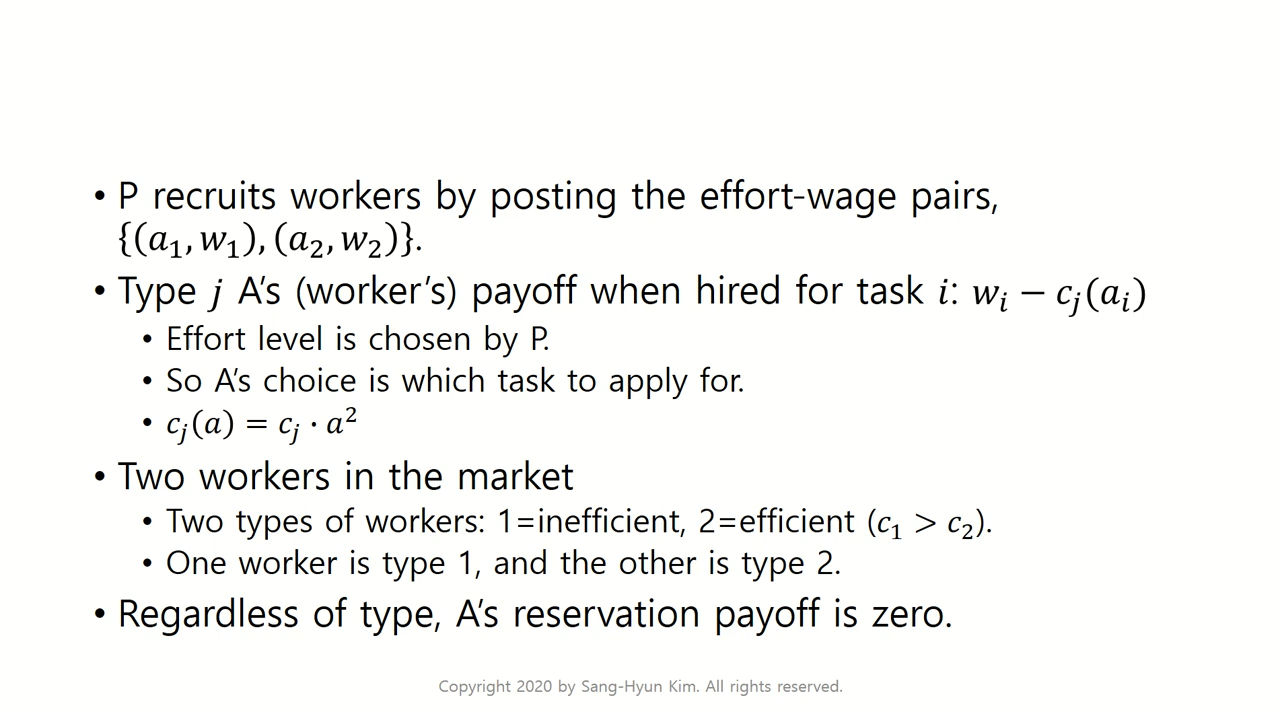 • P recruits workers by posting the effort-wage pairs,
{(a₁, w₁), (a₂, w₂)}.
• Type j A’s (worker’s) payoff when hired for task i: wᵢ − cⱼ(aᵢ)
• Effort level is chosen by P.
• So A’s choice is which task to apply for.
• cⱼ(a) = cⱼ · a²
• Two workers in the market
• Two types of workers: 1=inefficient, 2=efficient (c₁ > c₂).
• One worker is type 1, and the other is type 2.
• Regardless of type, A’s reservation payoff is zero.
Copyright 2020 by Sang-Hyun Kim. All rights reserved.